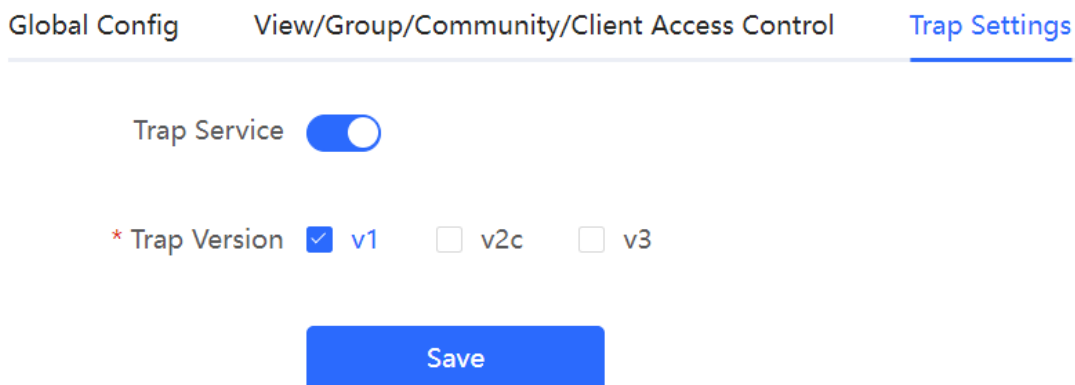 Global Config View/Group/Community/Client Access Control Trap Settings
Trap Service
* Trap Version v1 v2c v3
Save